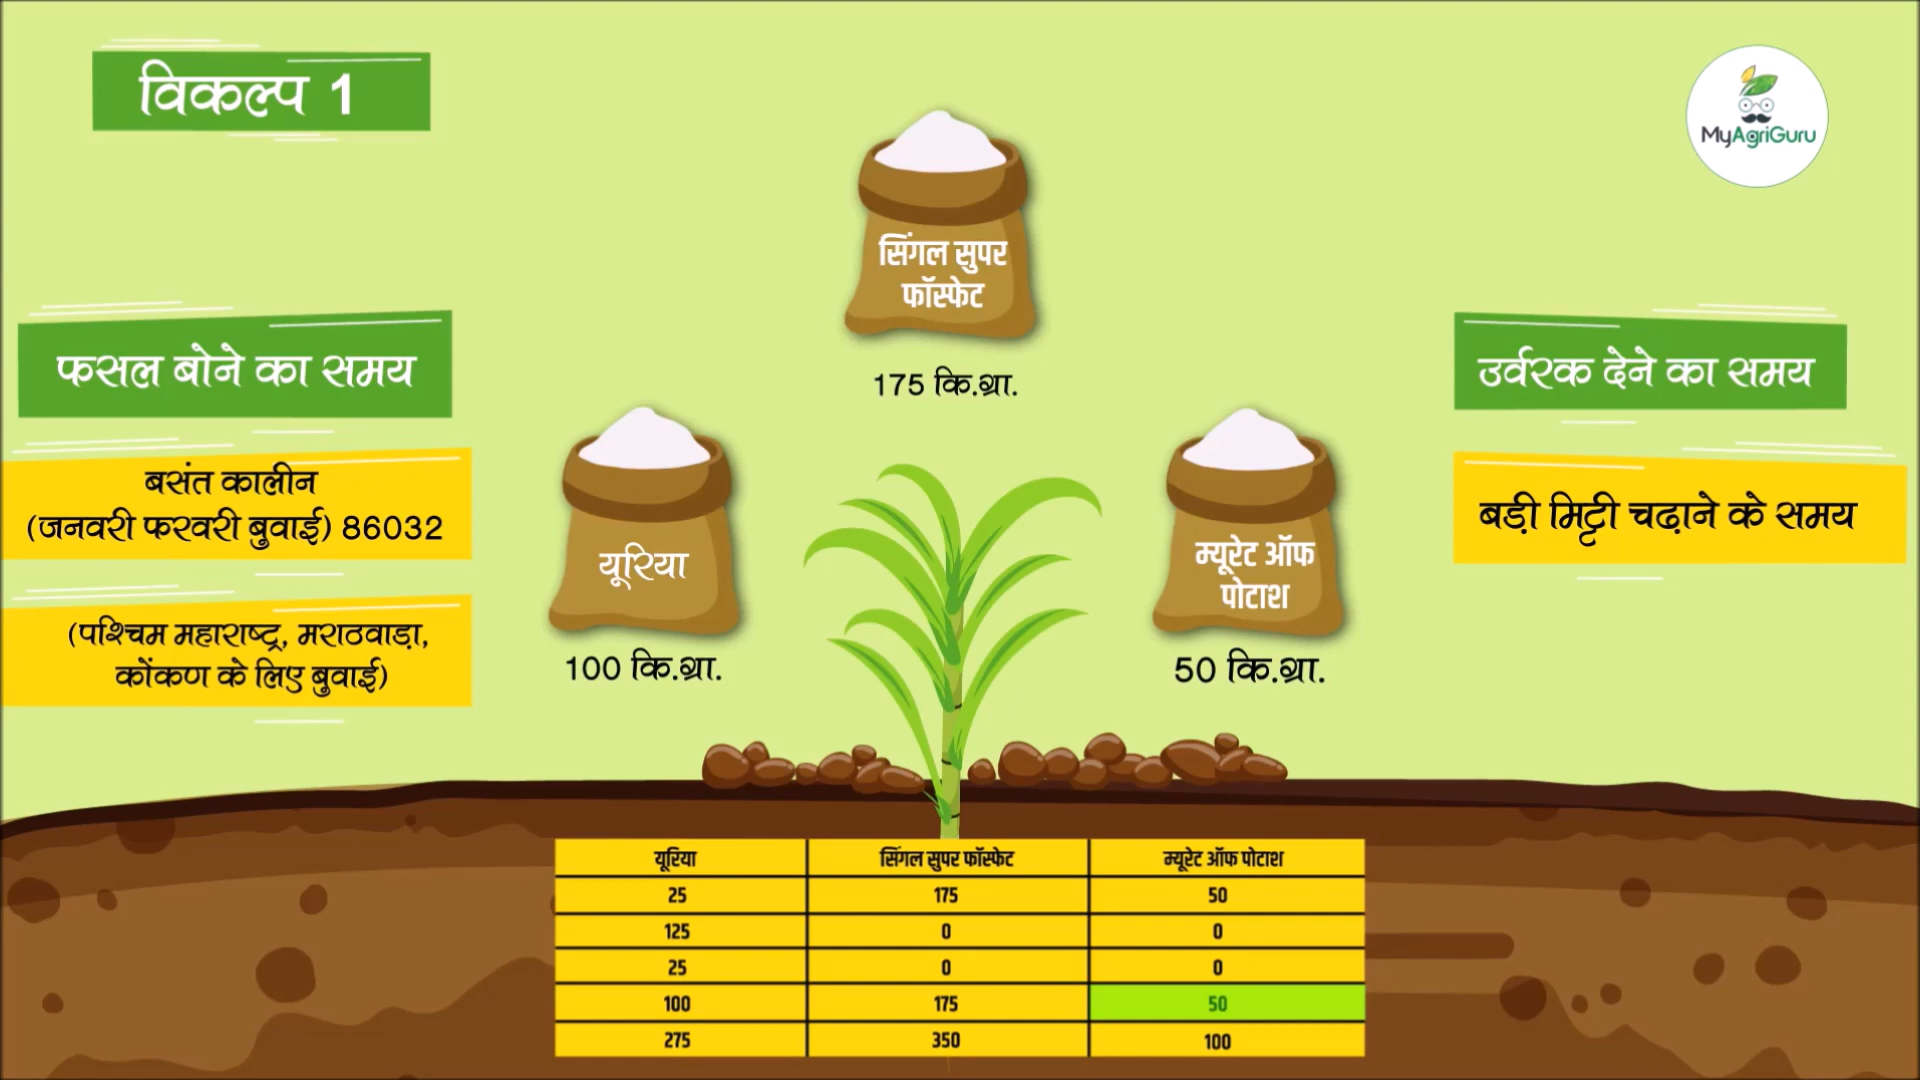 विकल्प 1
MyAgriGuru
सिंगल सुपर
फॉस्फेट
175 कि.ग्रा.
फसल बोने का समय
बसंत कालीन
(जनवरी फरवरी बुवाई) 86032
(पश्चिम महाराष्ट्र, मराठवाड़ा,
कोंकण के लिए बुवाई)
यूरिया
100 कि.ग्रा.
म्यूरेट ऑफ
पोटाश
50 कि.ग्रा.
उर्वरक देने का समय
बड़ी मिट्टी चढ़ाने के समय
यूरिया सिंगल सुपर फॉस्फेट म्यूरेट ऑफ पोटाश
25 175 50
125 0 0
25 0 0
100 175 50
275 350 100